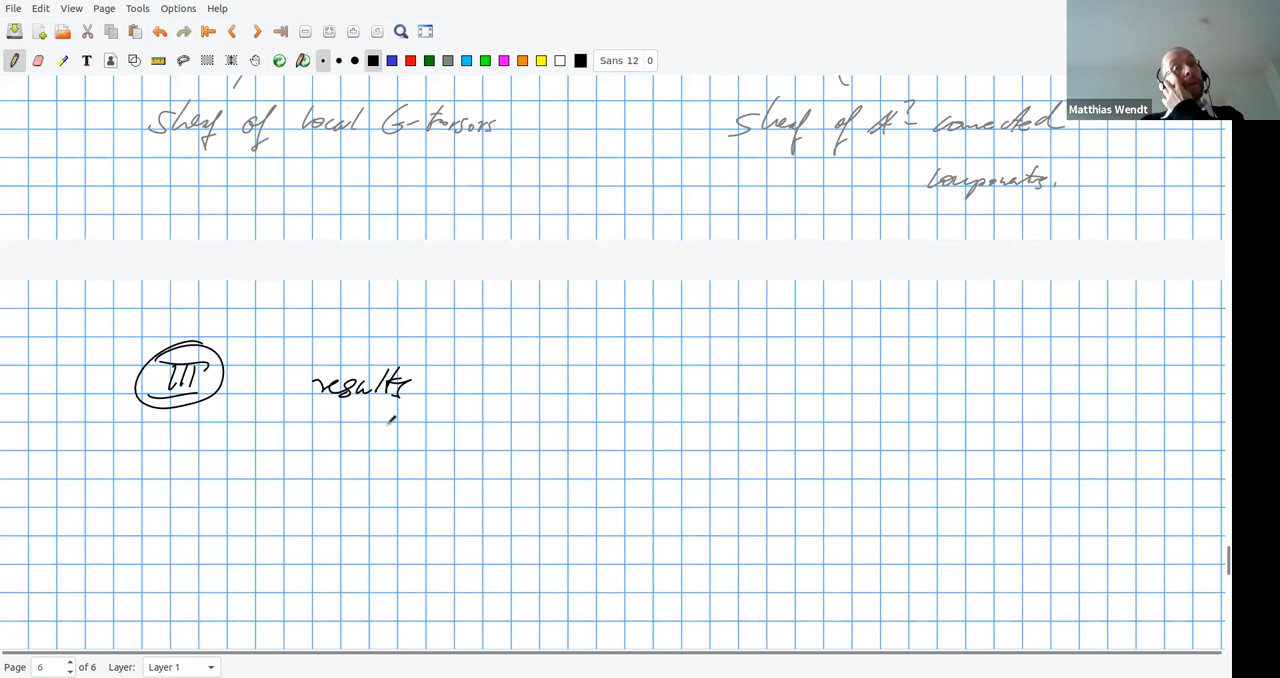 File Edit View Page Tools Options Help
Sans 12 0
Matthias Wendt
Sheaf of local G-torsors
Sheaf of A¹-connected
components.
III results
Page 6 of 6 Layer: Layer 1